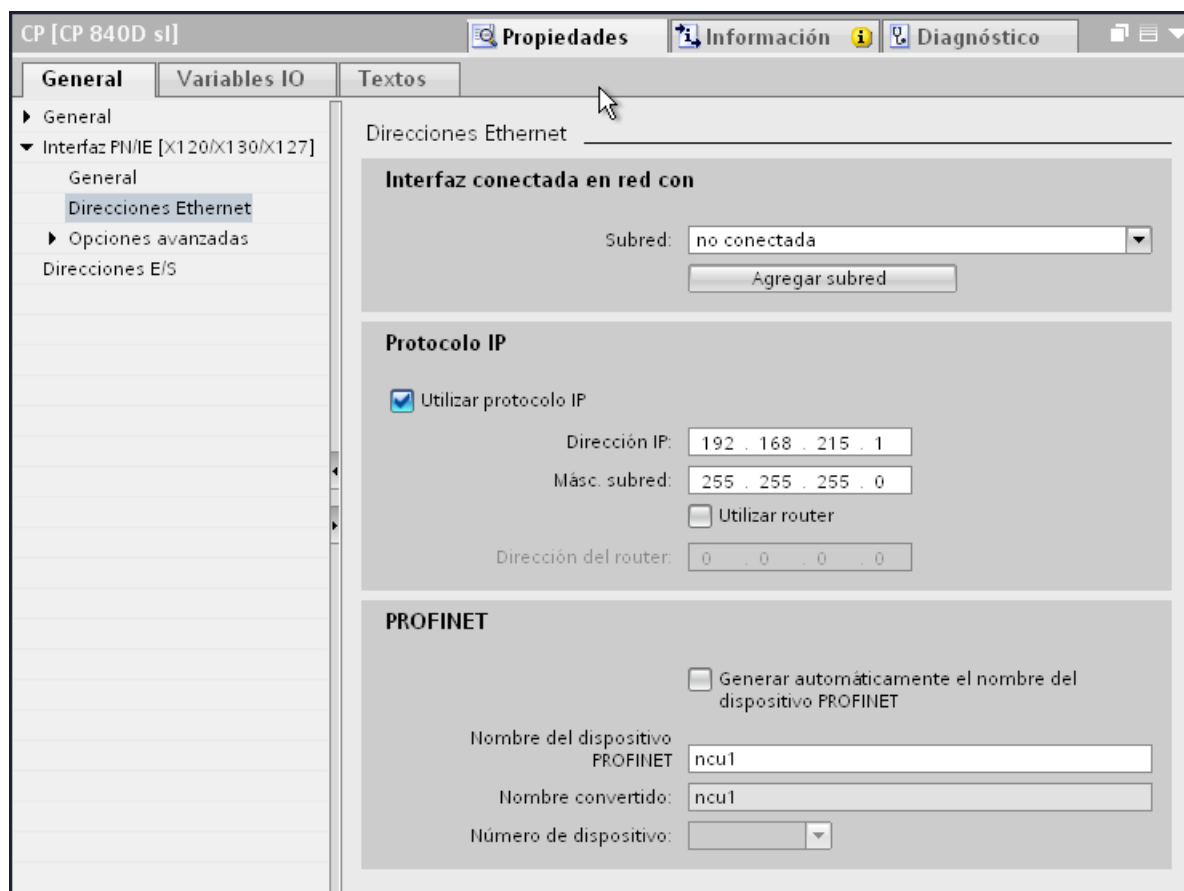 CP [CP 840D sl]
Propiedades
Información
Diagnóstico
General
Variables IO
Textos
General
Interfaz PN/IE [X120/X130/X127]
General
Direcciones Ethernet
Opciones avanzadas
Direcciones E/S
Direcciones Ethernet
Interfaz conectada en red con
Subred: no conectada
Agregar subred
Protocolo IP
Utilizar protocolo IP
Dirección IP: 192 . 168 . 215 . 1
Másc. subred: 255 . 255 . 255 . 0
Utilizar router
Dirección del router: 0 . 0 . 0 . 0
PROFINET
Generar automáticamente el nombre del
dispositivo PROFINET
Nombre del dispositivo
PROFINET ncu1
Nombre convertido: ncu1
Número de dispositivo: